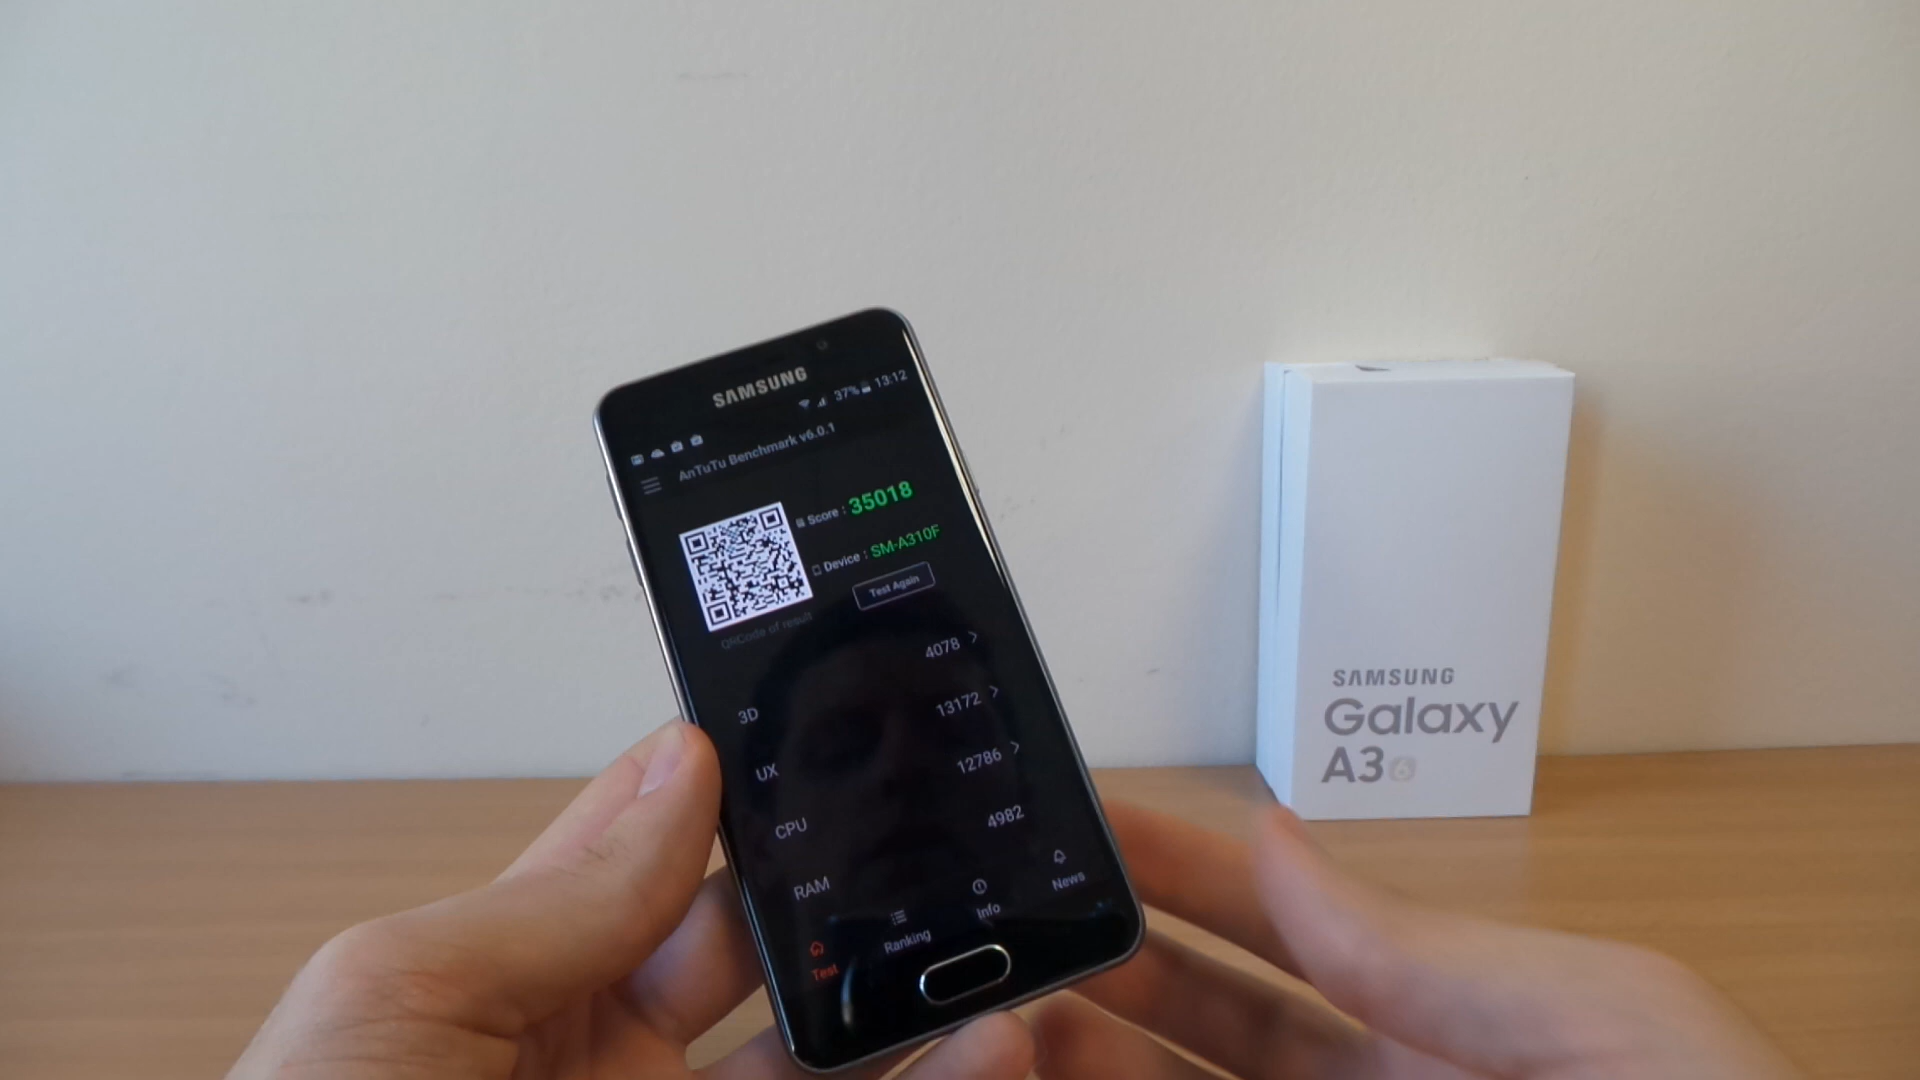 SAMSUNG
37% 13:12
AnTuTu Benchmark v6.0.1
Score : 35018
Device : SM-A310F
Test Again
QRCode of result
3D 4078
UX 13172
CPU 12786
RAM 4982
Test Ranking Info News
SAMSUNG
Galaxy
A36